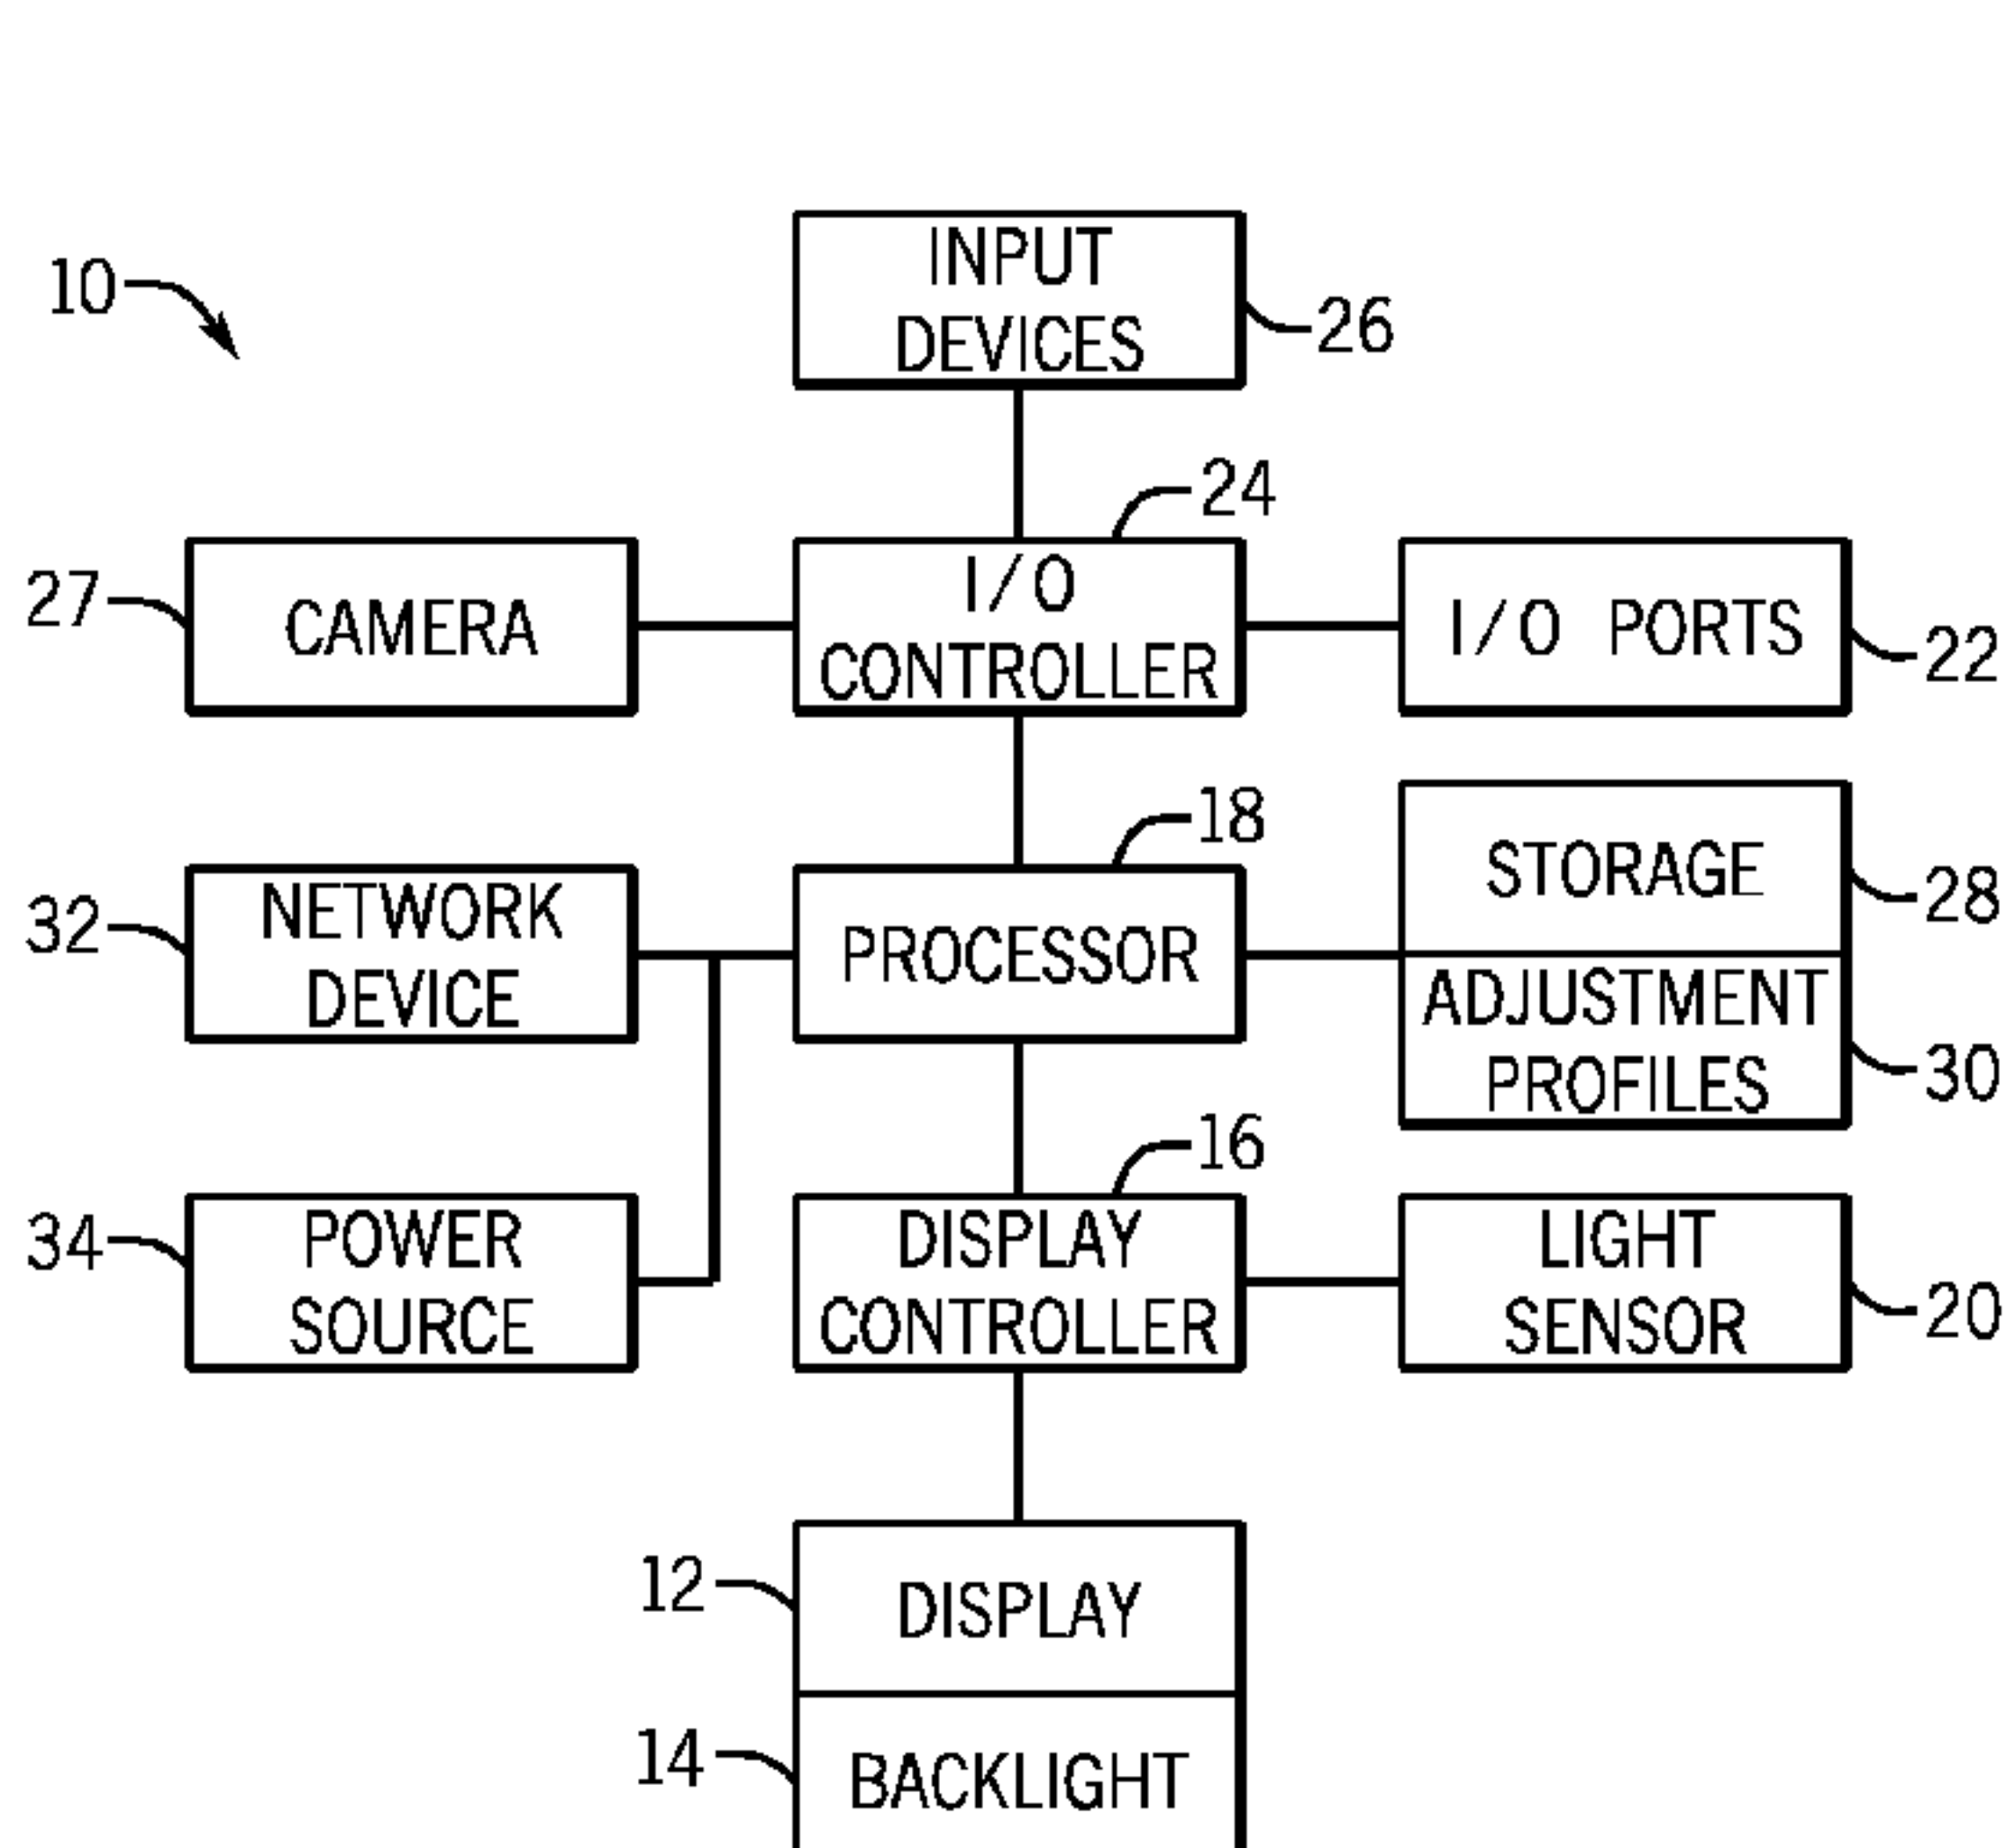 10
INPUT
DEVICES
26
24
27
CAMERA
I/O
CONTROLLER
I/O PORTS
22
18
32
NETWORK
DEVICE
PROCESSOR
STORAGE
28
ADJUSTMENT
PROFILES
30
16
34
POWER
SOURCE
DISPLAY
CONTROLLER
LIGHT
SENSOR
20
12
DISPLAY
14
BACKLIGHT